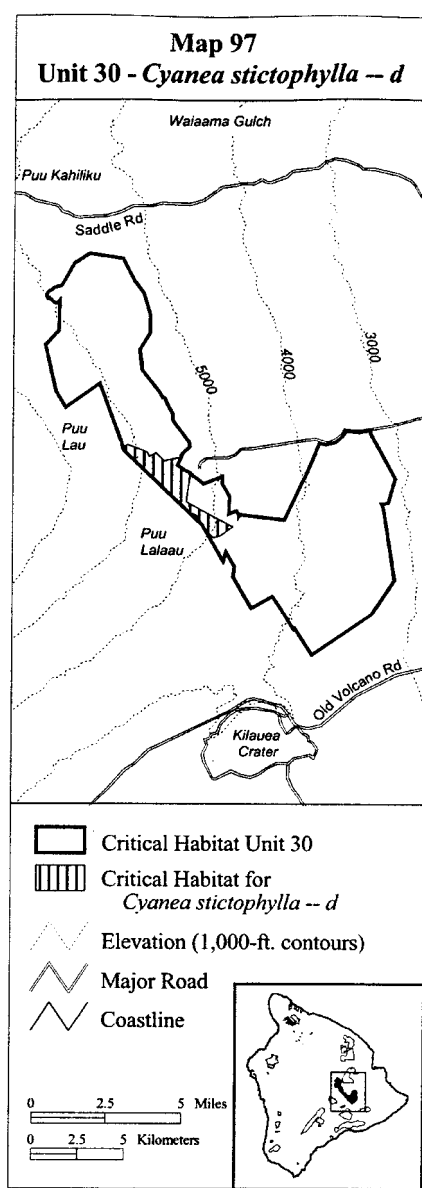 Map 97
Unit 30 - Cyanea stictophylla -- d
Waiaama Gulch
Puu Kahiliku
Saddle Rd
5000
4000
3000
Puu
Lau
Puu
Lalaau
Old Volcano Rd
Kilauea
Crater
Critical Habitat Unit 30
Critical Habitat for
Cyanea stictophylla -- d
Elevation (1,000-ft. contours)
Major Road
Coastline
0 2.5 5 Miles
0 2.5 5 Kilometers